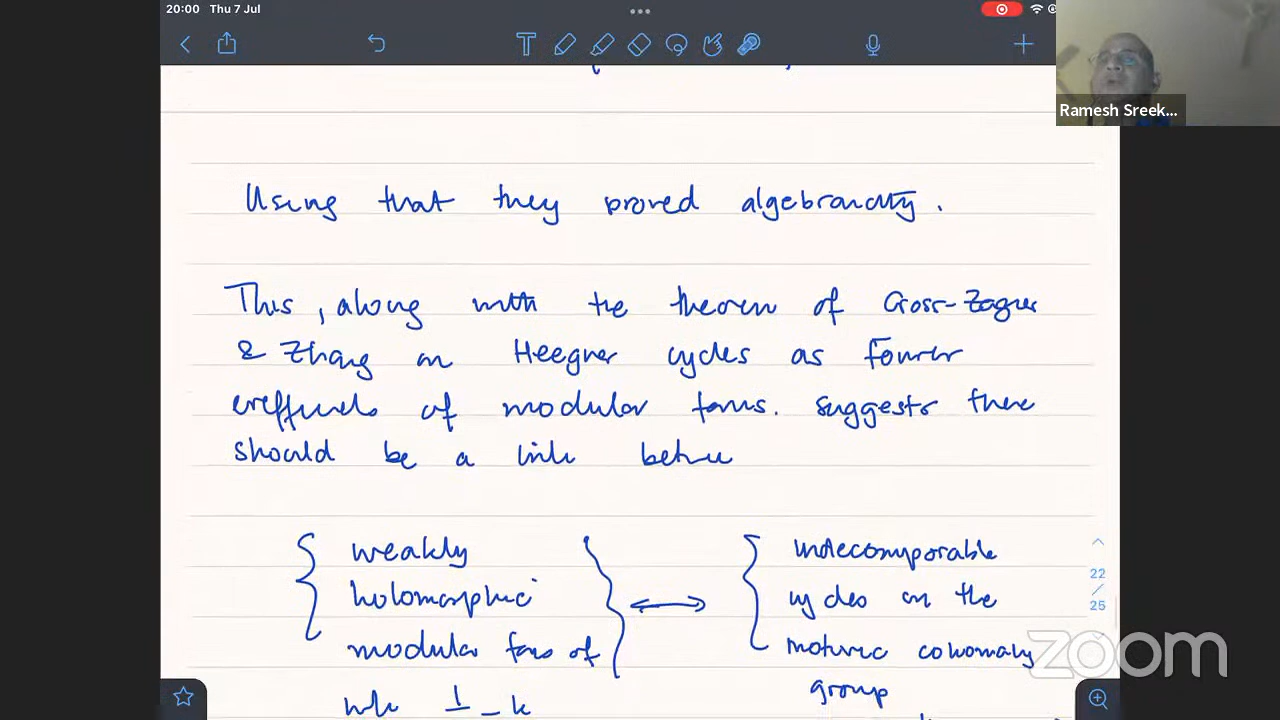 20:00 Thu 7 Jul
Ramesh Sreek...
Using that they proved algebraicity.
This, along with the theorem of Gross-Zagier
& Zhang on Heegner cycles as Fourier
coefficients of modular forms. suggests there
should be a link between
weakly
holomorphic
modular forms of
indecomposable
cycles on the
motivic cohomology
group
22
/
25
zoom